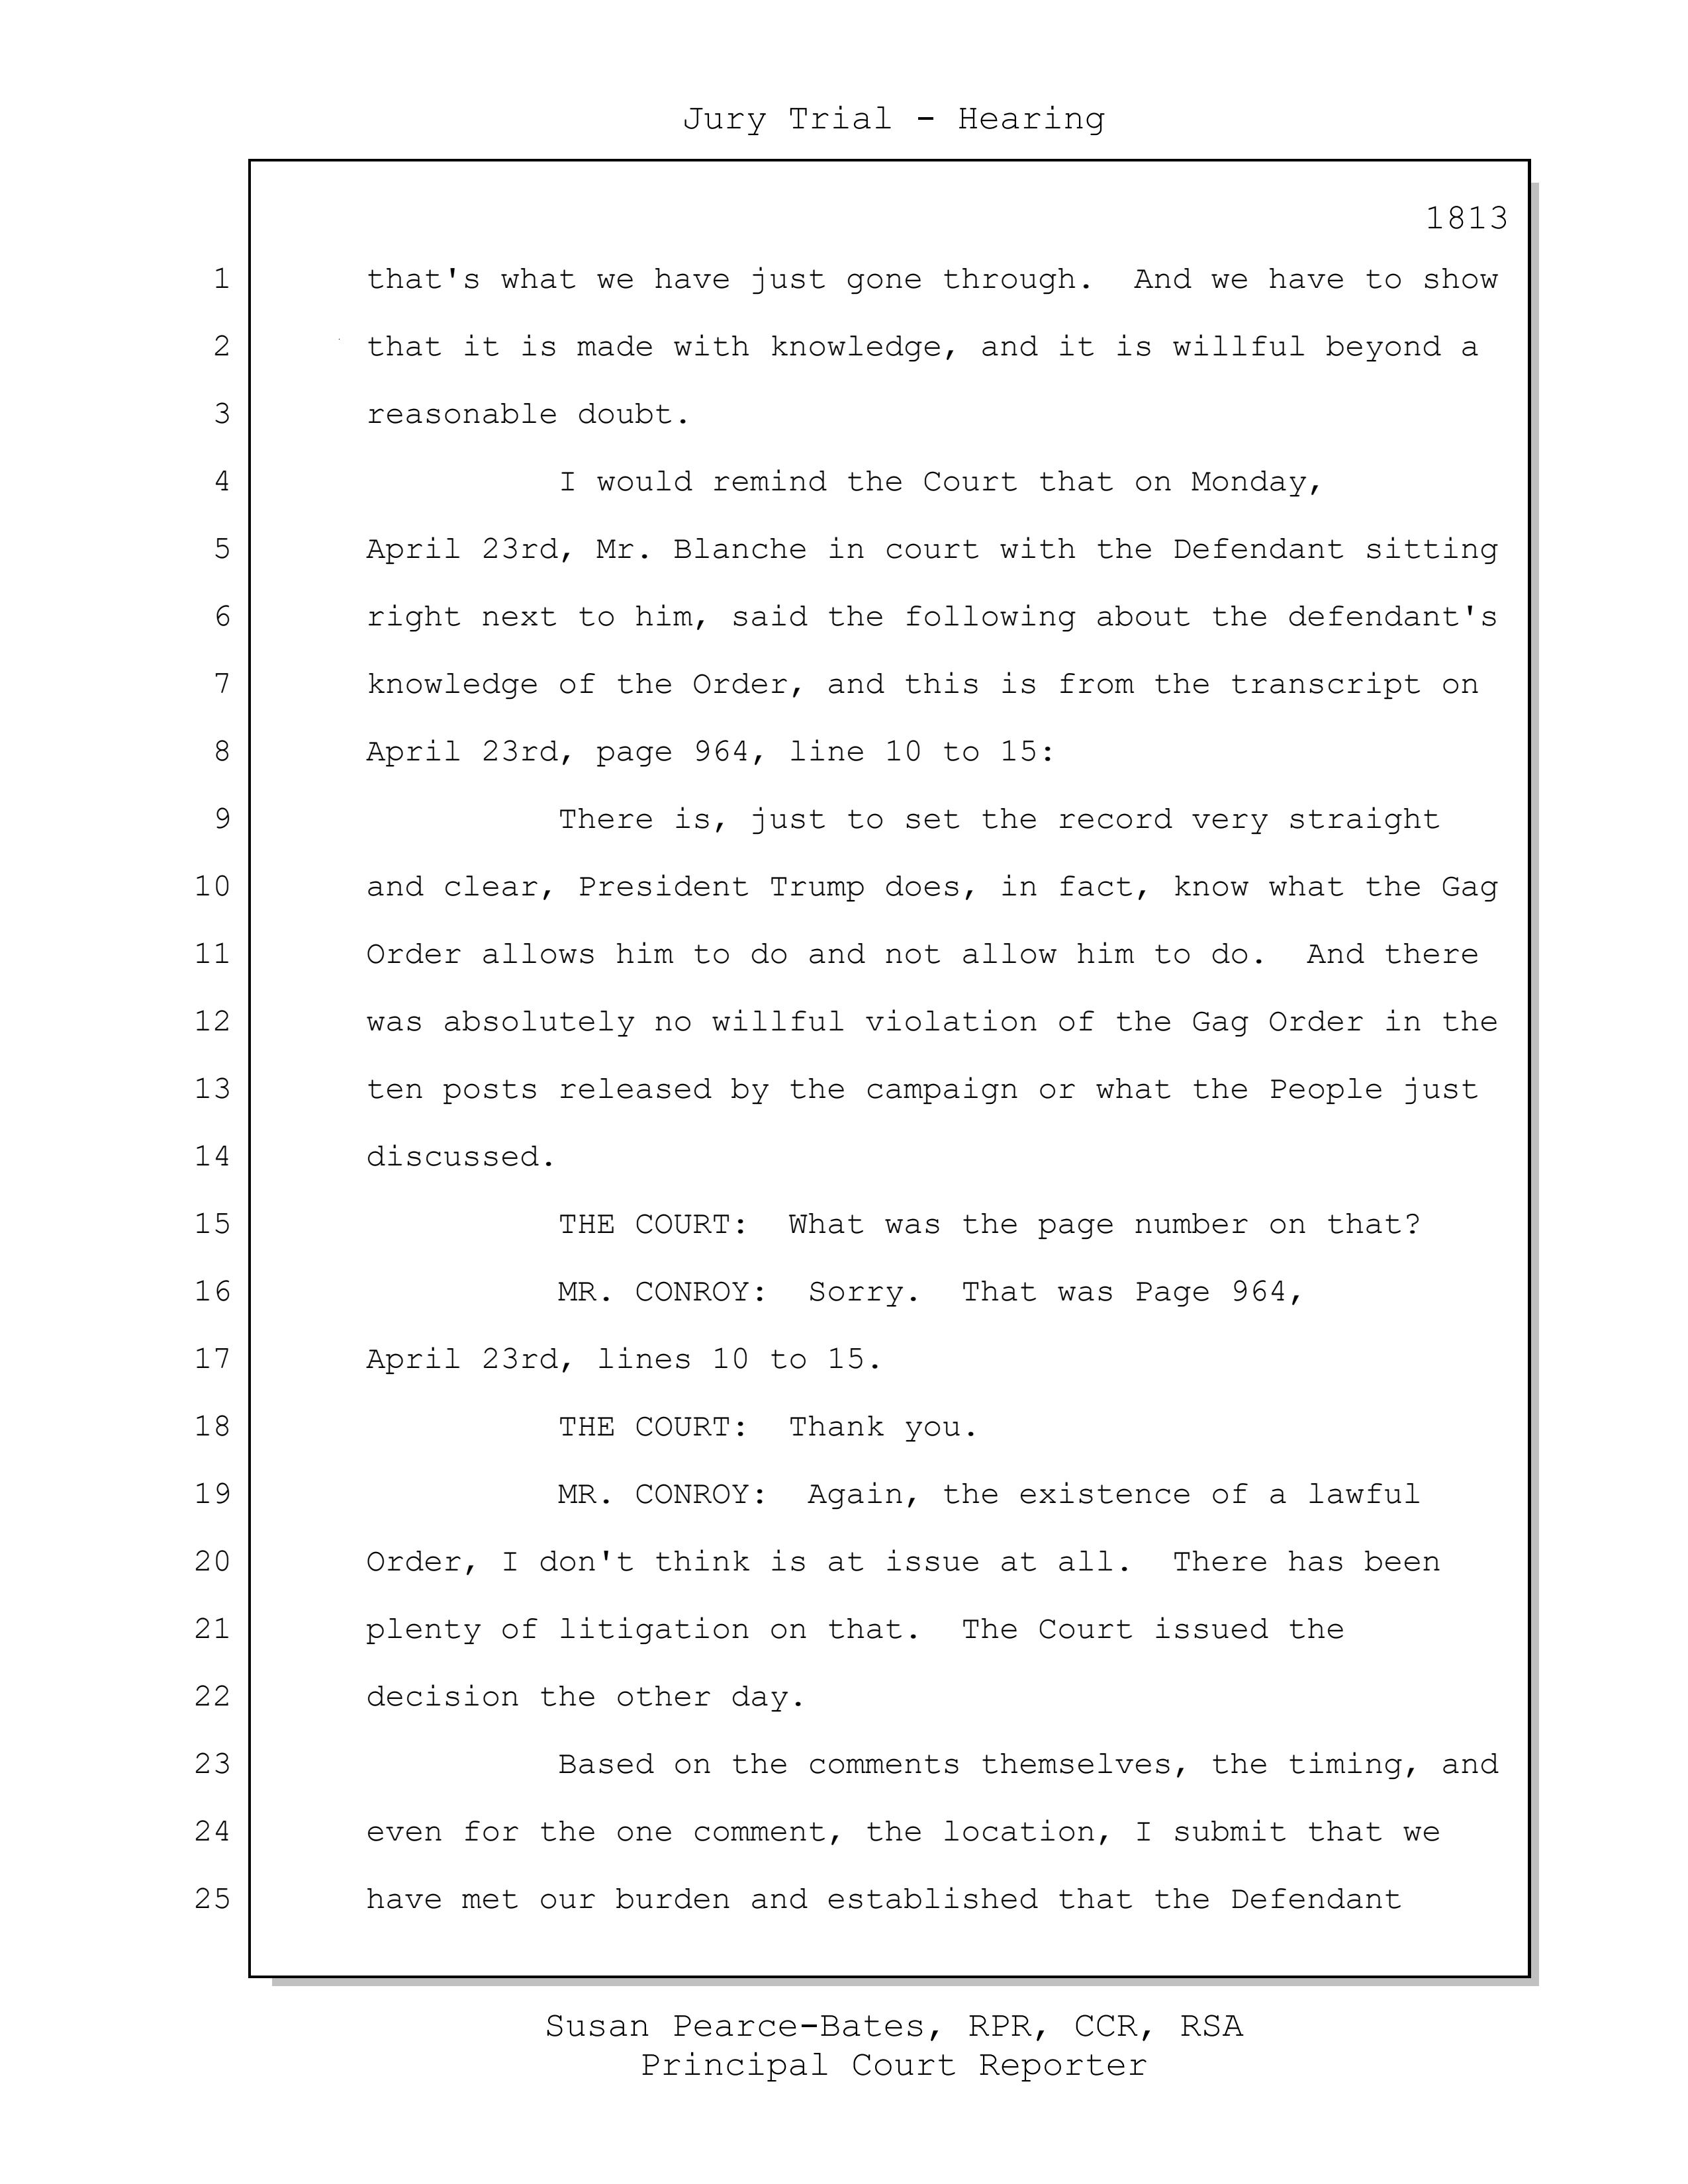 Jury Trial - Hearing
1813
1 that's what we have just gone through.  And we have to show
2 that it is made with knowledge, and it is willful beyond a
3 reasonable doubt.
4 I would remind the Court that on Monday,
5 April 23rd, Mr. Blanche in court with the Defendant sitting
6 right next to him, said the following about the defendant's
7 knowledge of the Order, and this is from the transcript on
8 April 23rd, page 964, line 10 to 15:
9 There is, just to set the record very straight
10 and clear, President Trump does, in fact, know what the Gag
11 Order allows him to do and not allow him to do.  And there
12 was absolutely no willful violation of the Gag Order in the
13 ten posts released by the campaign or what the People just
14 discussed.
15 THE COURT:  What was the page number on that?
16 MR. CONROY:  Sorry.  That was Page 964,
17 April 23rd, lines 10 to 15.
18 THE COURT:  Thank you.
19 MR. CONROY:  Again, the existence of a lawful
20 Order, I don't think is at issue at all.  There has been
21 plenty of litigation on that.  The Court issued the
22 decision the other day.
23 Based on the comments themselves, the timing, and
24 even for the one comment, the location, I submit that we
25 have met our burden and established that the Defendant
Susan Pearce-Bates, RPR, CCR, RSA
Principal Court Reporter